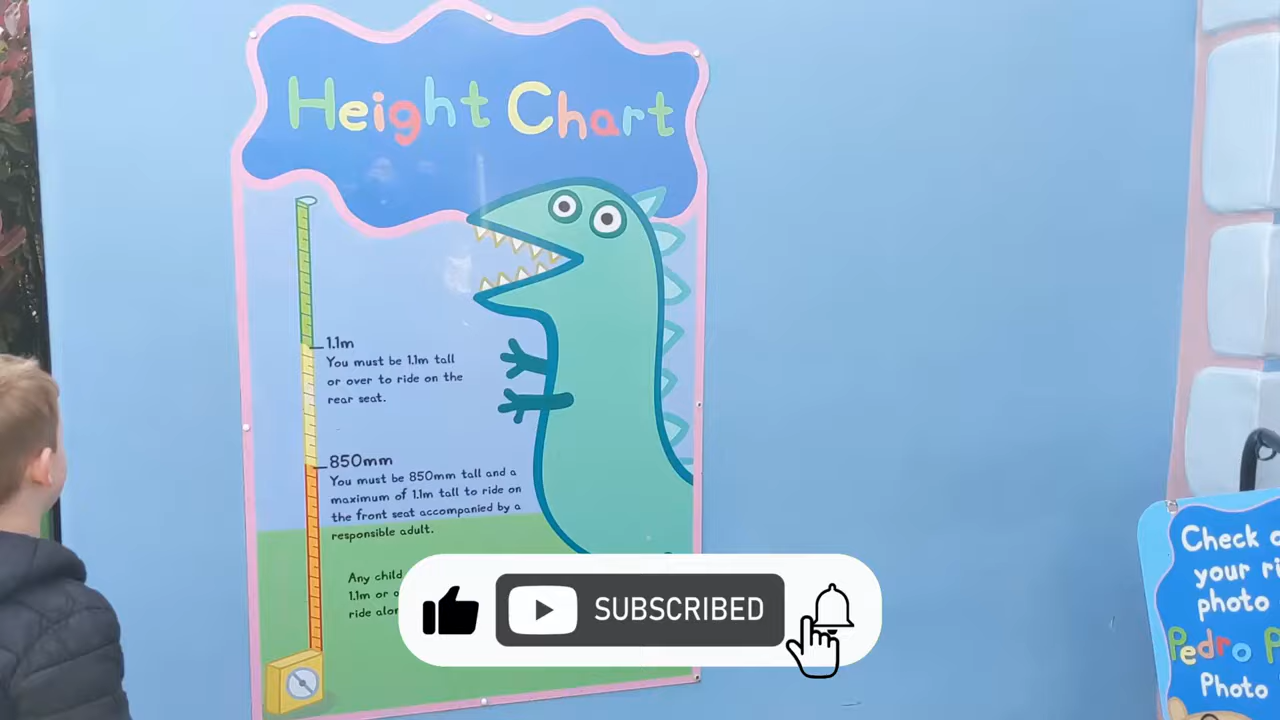 Height Chart
1.1m
You must be 1.1m tall
or over to ride on the
rear seat.
850mm
You must be 850mm tall and a
maximum of 1.1m tall to ride on
the front seat accompanied by a
responsible adult.
Any child
1.1m or
ride
SUBSCRIBED
Check
your
photo
Pedro
Photo